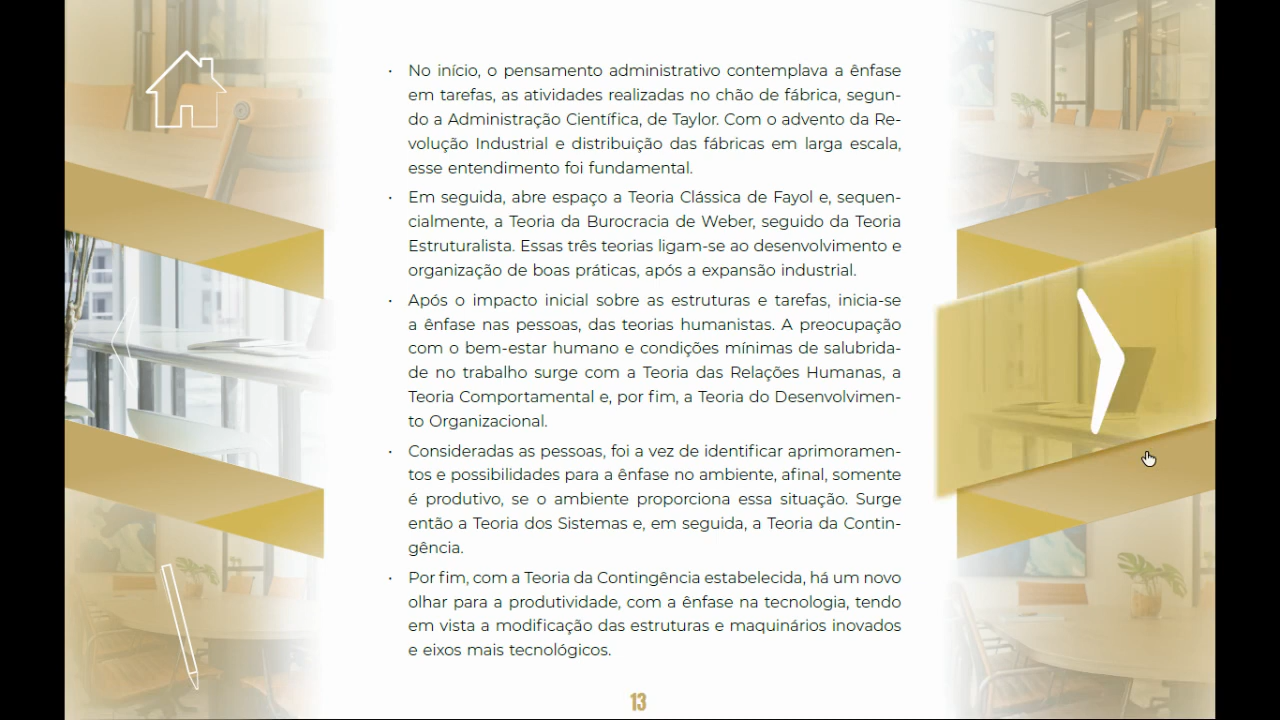 · No início, o pensamento administrativo contemplava a ênfase
em tarefas, as atividades realizadas no chão de fábrica, segun-
do a Administração Científica, de Taylor. Com o advento da Re-
volução Industrial e distribuição das fábricas em larga escala,
esse entendimento foi fundamental.
· Em seguida, abre espaço a Teoria Clássica de Fayol e, sequen-
cialmente, a Teoria da Burocracia de Weber, seguido da Teoria
Estruturalista. Essas três teorias ligam-se ao desenvolvimento e
organização de boas práticas, após a expansão industrial.
· Após o impacto inicial sobre as estruturas e tarefas, inicia-se
a ênfase nas pessoas, das teorias humanistas. A preocupação
com o bem-estar humano e condições mínimas de salubrida-
de no trabalho surge com a Teoria das Relações Humanas, a
Teoria Comportamental e, por fim, a Teoria do Desenvolvimen-
to Organizacional.
· Consideradas as pessoas, foi a vez de identificar aprimoramen-
tos e possibilidades para a ênfase no ambiente, afinal, somente
é produtivo, se o ambiente proporciona essa situação. Surge
então a Teoria dos Sistemas e, em seguida, a Teoria da Contin-
gência.
· Por fim, com a Teoria da Contingência estabelecida, há um novo
olhar para a produtividade, com a ênfase na tecnologia, tendo
em vista a modificação das estruturas e maquinários inovados
e eixos mais tecnológicos.
13